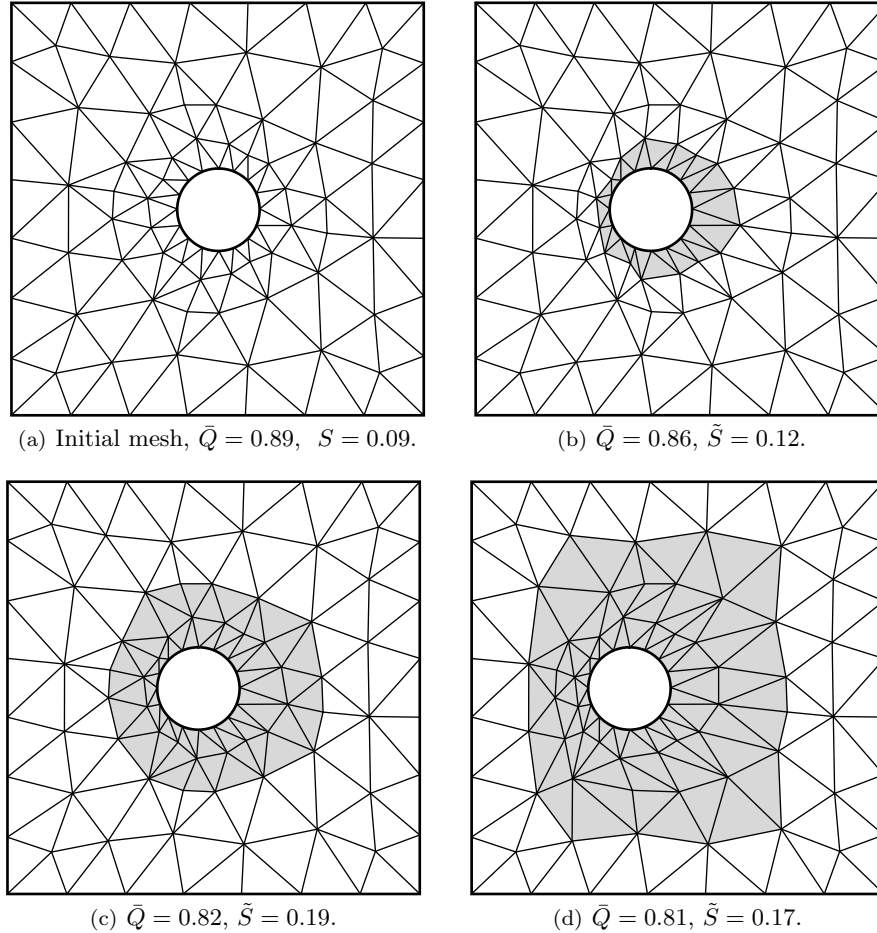 (a) Initial mesh, Q̄ = 0.89, S = 0.09.
(b) Q̄ = 0.86, S̃ = 0.12.
(c) Q̄ = 0.82, S̃ = 0.19.
(d) Q̄ = 0.81, S̃ = 0.17.